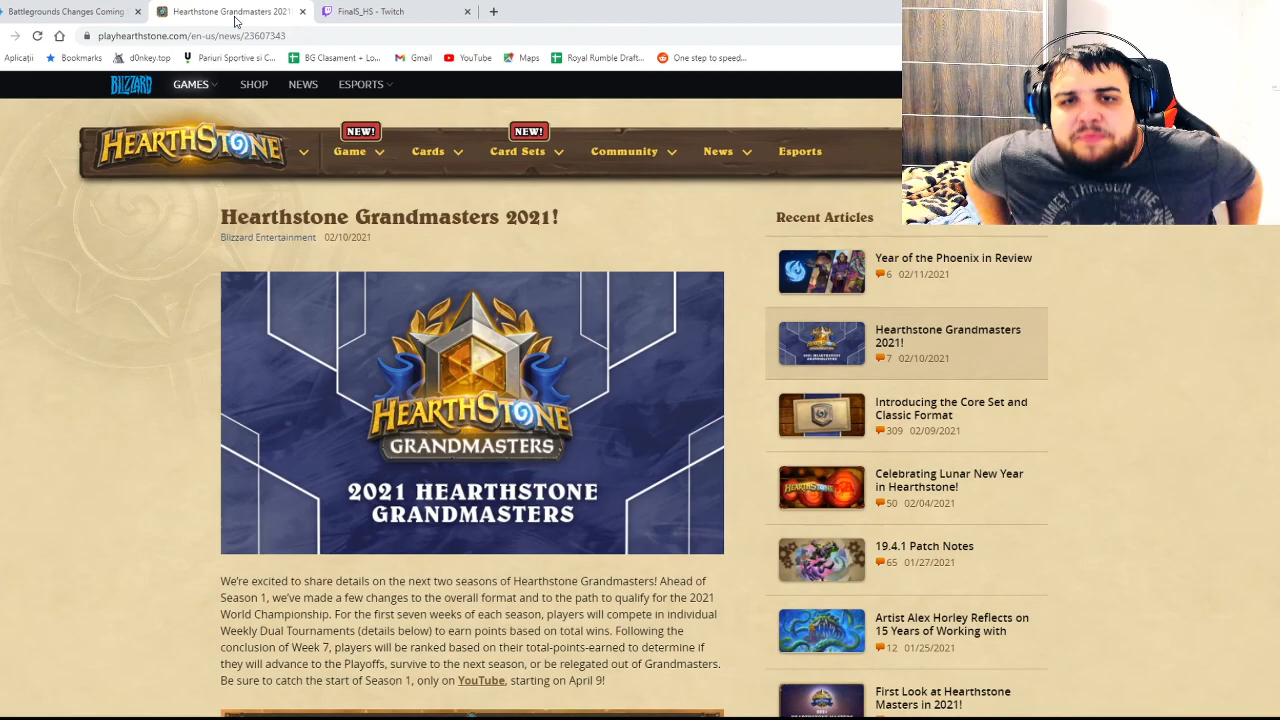 Battlegrounds Changes Coming
Hearthstone Grandmasters 2021!
FinalS_HS - Twitch
playhearthstone.com/en-us/news/23607343
Aplicații
Bookmarks
d0nkey.top
Pariuri Sportive si C...
BG Clasament + Lo...
Gmail
YouTube
Maps
Royal Rumble Draft...
One step to speed...
BLIZZARD
GAMES
SHOP
NEWS
ESPORTS
HEARTHSTONE
NEW!
NEW!
Game
Cards
Card Sets
Community
News
Esports
Hearthstone Grandmasters 2021!
Blizzard Entertainment 02/10/2021
HEARTHSTONE
GRANDMASTERS
2021 HEARTHSTONE
GRANDMASTERS
We're excited to share details on the next two seasons of Hearthstone Grandmasters! Ahead of
Season 1, we've made a few changes to the overall format and to the path to qualify for the 2021
World Championship. For the first seven weeks of each season, players will compete in individual
Weekly Dual Tournaments (details below) to earn points based on total wins. Following the
conclusion of Week 7, players will be ranked based on their total-points-earned to determine if
they will advance to the Playoffs, survive to the next season, or be relegated out of Grandmasters.
Be sure to catch the start of Season 1, only on YouTube, starting on April 9!
Recent Articles
Year of the Phoenix in Review
6 02/11/2021
Hearthstone Grandmasters
2021!
7 02/10/2021
Introducing the Core Set and
Classic Format
309 02/09/2021
Celebrating Lunar New Year
in Hearthstone!
50 02/04/2021
19.4.1 Patch Notes
65 01/27/2021
Artist Alex Horley Reflects on
15 Years of Working with
12 01/25/2021
First Look at Hearthstone
Masters in 2021!